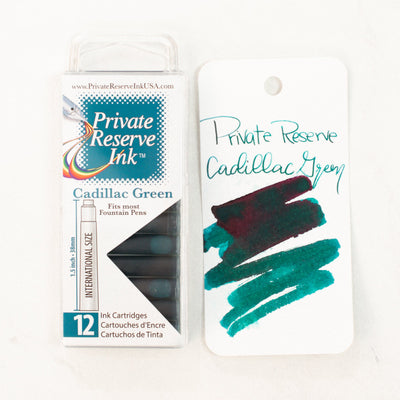 www.PrivateReserveInkUSA.com
Private
Reserve
Ink™
Cadillac Green
Fits most
Fountain Pens
1.5 inch - 38mm
INTERNATIONAL SIZE
12
Ink Cartridges
Cartouches d'Encre
Cartuchos de Tinta
Private Reserve
Cadillac Green